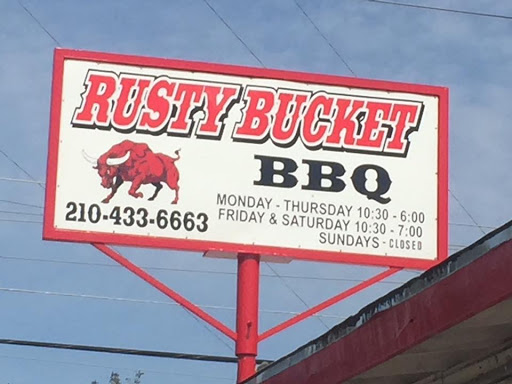 RUSTY BUCKET
BBQ
210-433-6663
MONDAY - THURSDAY 10:30 - 6:00
FRIDAY & SATURDAY 10:30 - 7:00
SUNDAYS - CLOSED